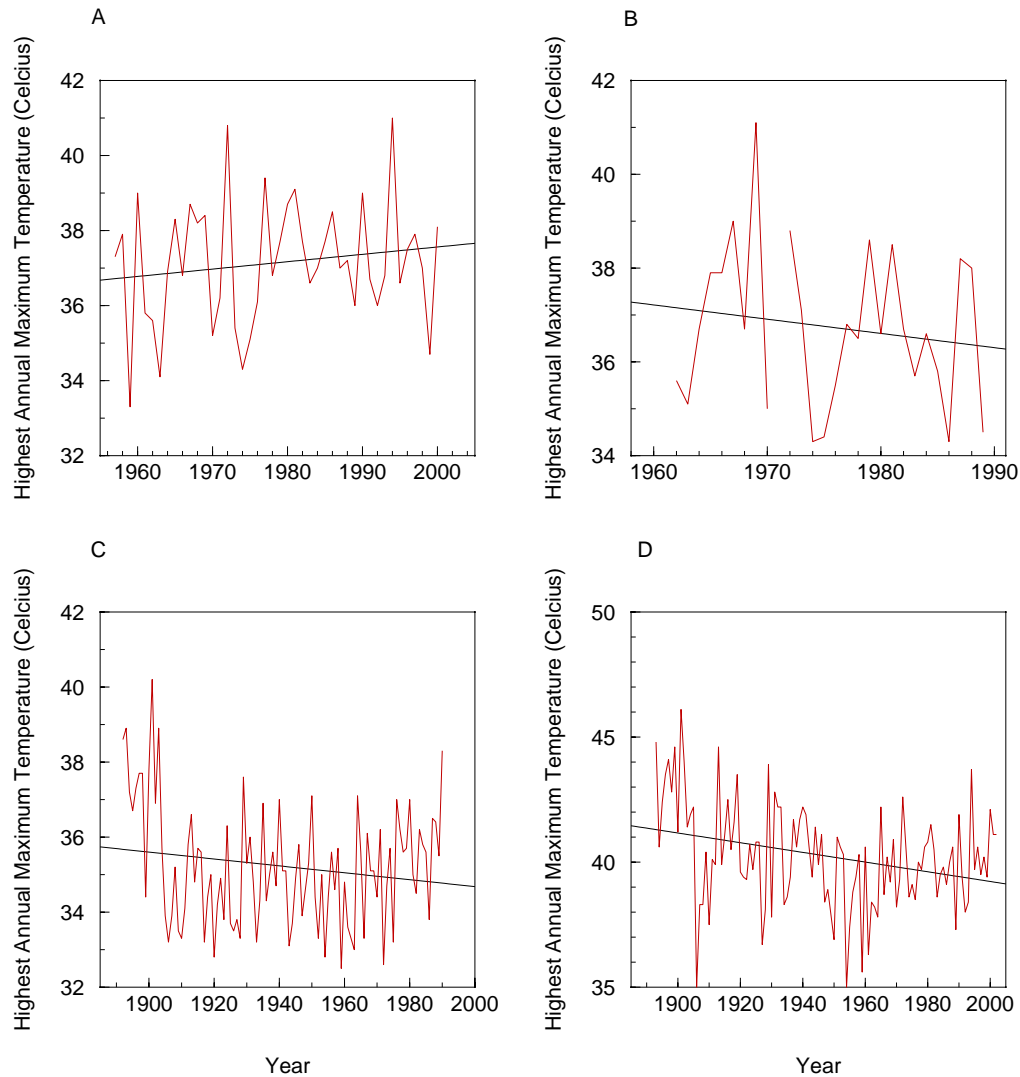 A
Highest Annual Maximum Temperature (Celcius)
42
40
38
36
34
32
1960 1970 1980 1990 2000
B
Highest Annual Maximum Temperature (Celcius)
42
40
38
36
34
1960 1970 1980 1990
C
Highest Annual Maximum Temperature (Celcius)
42
40
38
36
34
32
1900 1920 1940 1960 1980 2000
Year
D
Highest Annual Maximum Temperature (Celcius)
50
45
40
35
1900 1920 1940 1960 1980 2000
Year